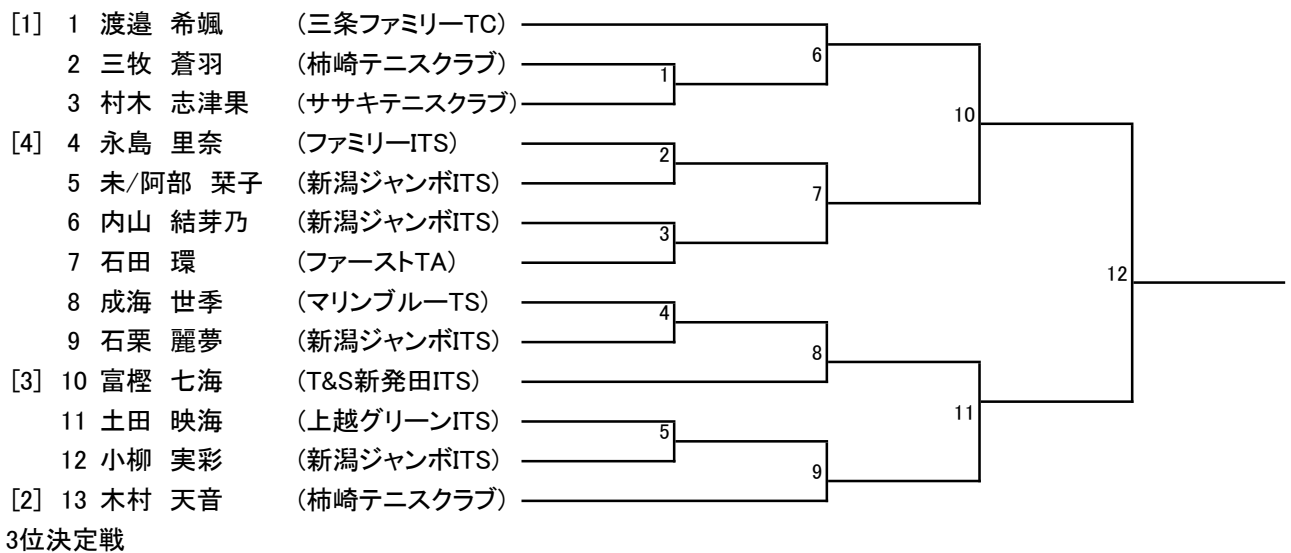 [1] 1 渡邉 希颯 (三条ファミリーTC)
2 三牧 蒼羽 (柿崎テニスクラブ)
3 村木 志津果 (ササキテニスクラブ)
[4] 4 永島 里奈 (ファミリーITS)
5 未/阿部 栞子 (新潟ジャンボITS)
6 内山 結芽乃 (新潟ジャンボITS)
7 石田 環 (ファーストTA)
8 成海 世季 (マリンブルーTS)
9 石栗 麗夢 (新潟ジャンボITS)
[3] 10 富樫 七海 (T&S新発田ITS)
11 土田 映海 (上越グリーンITS)
12 小柳 実彩 (新潟ジャンボITS)
[2] 13 木村 天音 (柿崎テニスクラブ)
3位決定戦
1
2
3
4
5
6
7
8
9
10
11
12